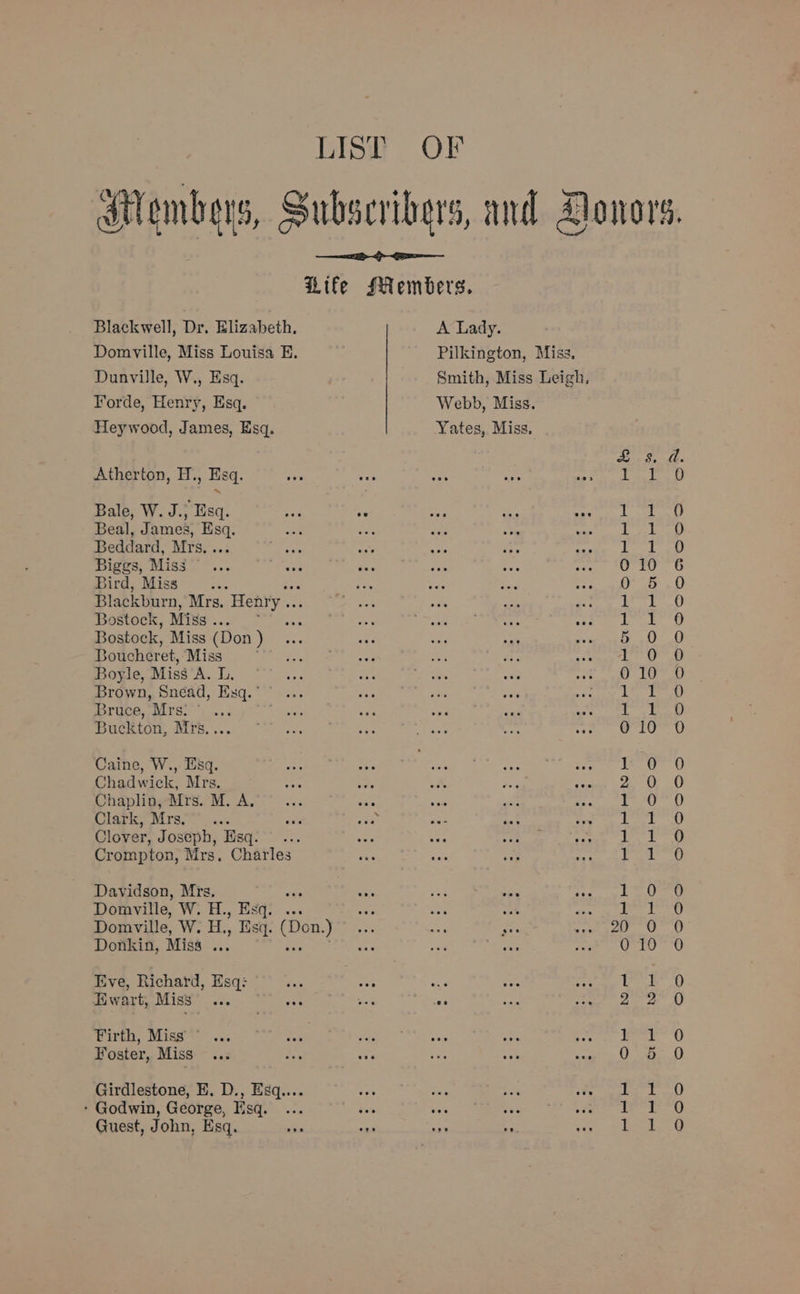 LIST OF
Members, Subscribers, and Donors.
Life Members.
Blackwell, Dr. Elizabeth.
Domville, Miss Louisa E.
Dunville, W., Esq.
Forde, Henry, Esq.
Heywood, James, Esq.
A Lady.
Pilkington, Miss.
Smith, Miss Leigh,
Webb, Miss.
Yates, Miss.
£ s. d.
Atherton, H., Esq. ... ... ... ... ... 1 1 0
Bale, W. J., Esq. ... ... ... ... ... 1 1 0
Beal, James, Esq. ... ... ... ... ... 1 1 0
Beddard, Mrs. ... ... ... ... ... ... 1 1 0
Biggs, Miss ... ... ... ... ... ... 0 10 6
Bird, Miss ... ... ... ... ... ... 0 5 0
Blackburn, Mrs. Henry ... ... ... ... ... 1 1 0
Bostock, Miss ... ... ... ... ... ... 1 1 0
Bostock, Miss (Don) ... ... ... ... ... 5 0 0
Boucheret, Miss ... ... ... ... ... 1 0 0
Boyle, Miss A. L. ... ... ... ... ... 0 10 0
Brown, Snead, Esq. ... ... ... ... ... 1 1 0
Bruce, Mrs. ... ... ... ... ... ... 1 1 0
Buckton, Mrs. ... ... ... ... ... ... 0 10 0
Caine, W., Esq. ... ... ... ... ... 1 0 0
Chadwick, Mrs. ... ... ... ... ... 2 0 0
Chaplin, Mrs. M. A. ... ... ... ... ... 1 0 0
Clark, Mrs. ... ... ... ... ... ... 1 1 0
Clover, Joseph, Esq. ... ... ... ... ... 1 1 0
Crompton, Mrs. Charles ... ... ... ... 1 1 0
Davidson, Mrs. ... ... ... ... ... 1 0 0
Domville, W. H., Esq. ... ... ... ... ... 1 1 0
Domville, W. H., Esq. (Don.) ... ... ... ... 20 0 0
Donkin, Miss ... ... ... ... ... ... 0 10 0
Eve, Richard, Esq: ... ... ... ... ... 1 1 0
Ewart, Miss ... ... ... ... ... ... 2 2 0
Firth, Miss ... ... ... ... ... ... 1 1 0
Foster, Miss ... ... ... ... ... ... 0 5 0
Girdlestone, E. D., Esq.... ... ... ... ... 1 1 0
Godwin, George, Esq. ... ... ... ... ... 1 1 0
Guest, John, Esq. ... ... ... ... ... 1 1 0